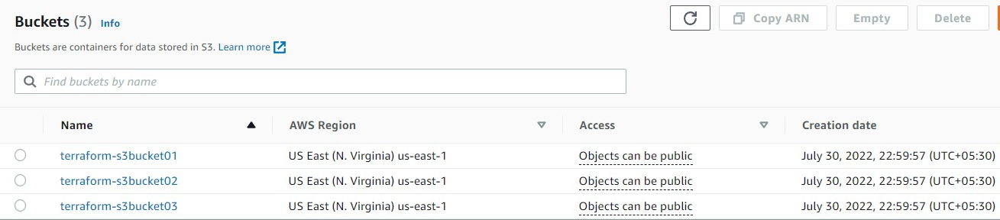 Buckets (3) Info
Copy ARN Empty Delete
Buckets are containers for data stored in S3. Learn more
Find buckets by name
Name AWS Region Access Creation date
terraform-s3bucket01 US East (N. Virginia) us-east-1 Objects can be public July 30, 2022, 22:59:57 (UTC+05:30)
terraform-s3bucket02 US East (N. Virginia) us-east-1 Objects can be public July 30, 2022, 22:59:57 (UTC+05:30)
terraform-s3bucket03 US East (N. Virginia) us-east-1 Objects can be public July 30, 2022, 22:59:57 (UTC+05:30)